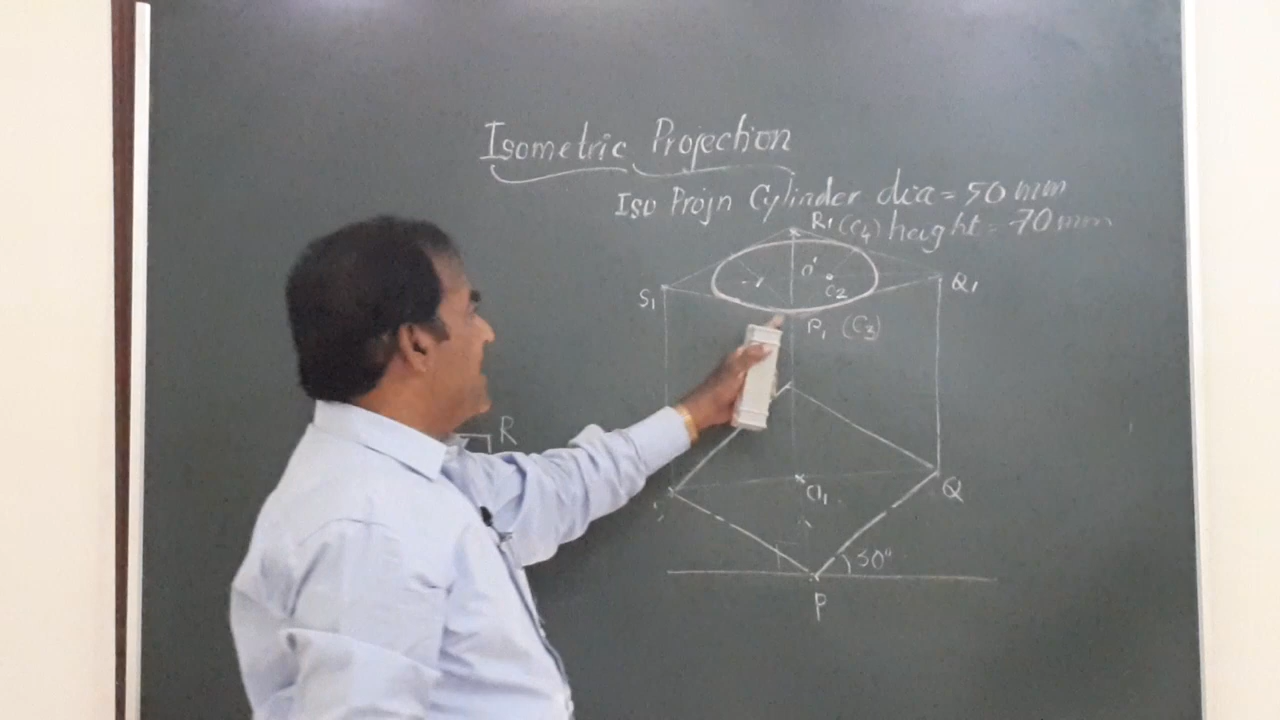 Isometric Projection
Iso Projn Cylinder dia = 50 mm
R1 (C4) height = 70 mm
O'
C2
S1
Q1
P1 (C3)
R
O1
Q
30°
P